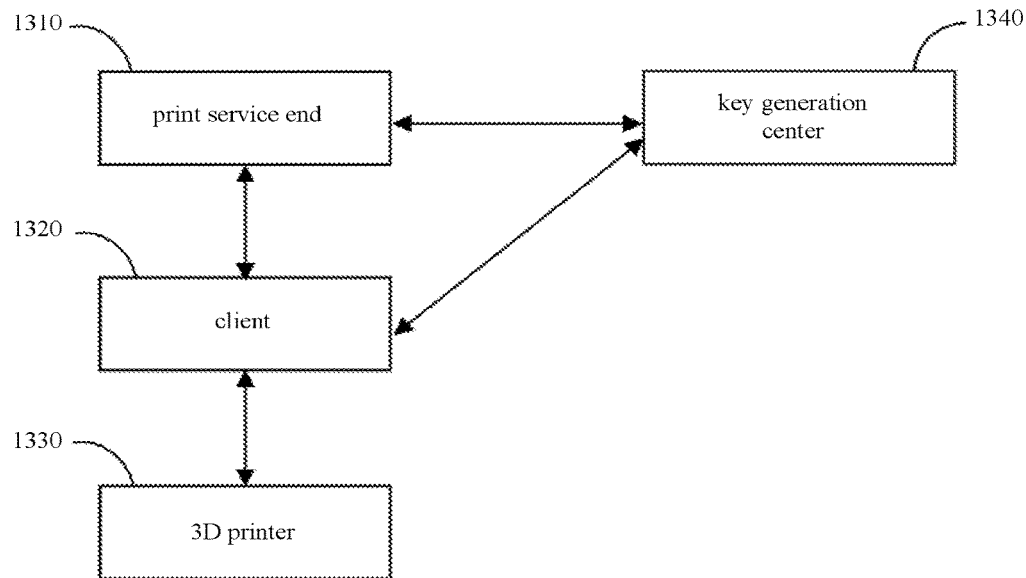 1310
1340
print service end
key generation
center
1320
client
1330
3D printer